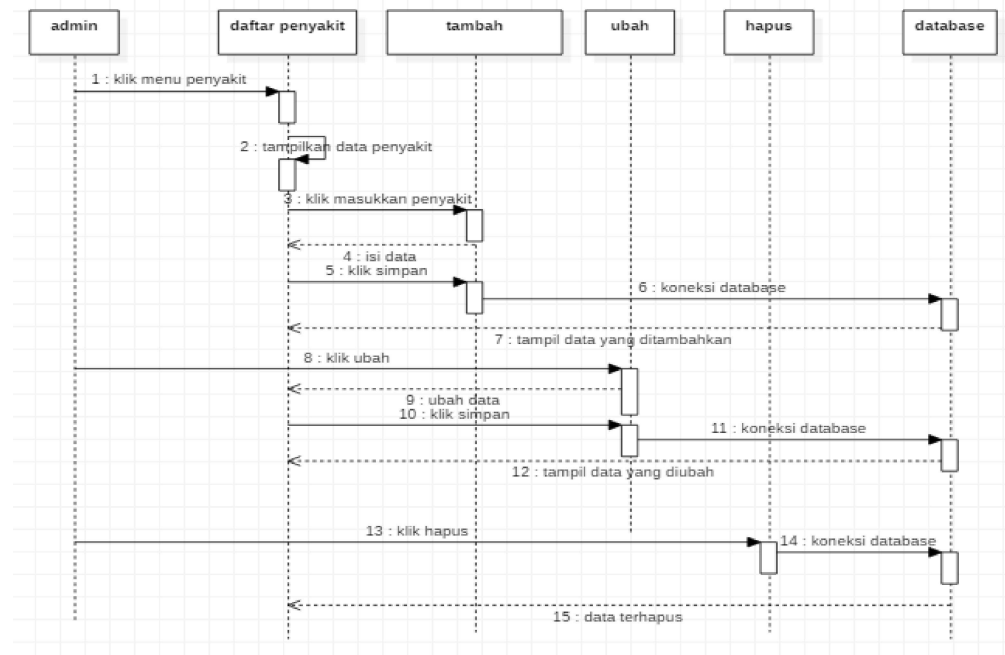 admin
daftar penyakit
tambah
ubah
hapus
database
1 : klik menu penyakit
2 : tampilkan data penyakit
3 : klik masukkan penyakit
4 : isi data
5 : klik simpan
6 : koneksi database
7 : tampil data yang ditambahkan
8 : klik ubah
9 : ubah data
10 : klik simpan
11 : koneksi database
12 : tampil data yang diubah
13 : klik hapus
14 : koneksi database
15 : data terhapus